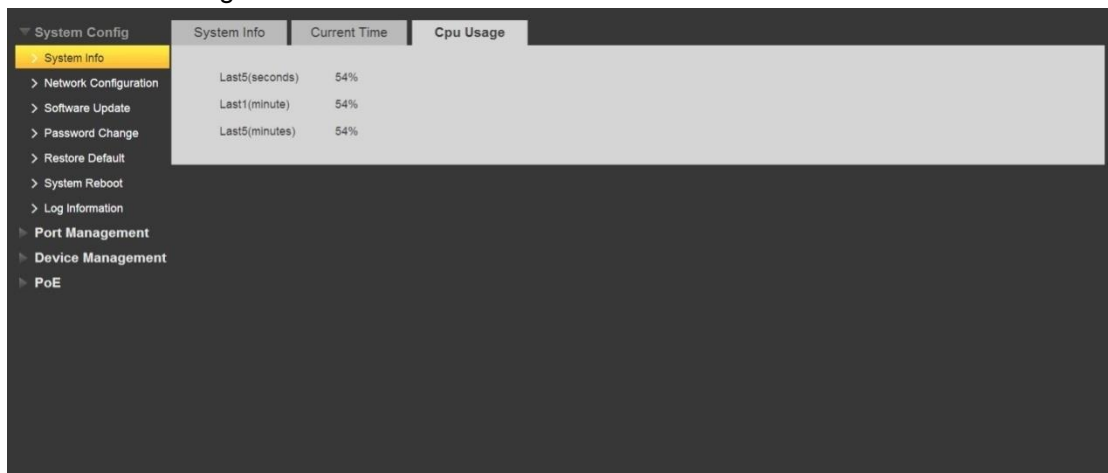 System Config
System Info
Network Configuration
Software Update
Password Change
Restore Default
System Reboot
Log Information
Port Management
Device Management
PoE
System Info Current Time Cpu Usage
Last5(seconds) 54%
Last1(minute) 54%
Last5(minutes) 54%